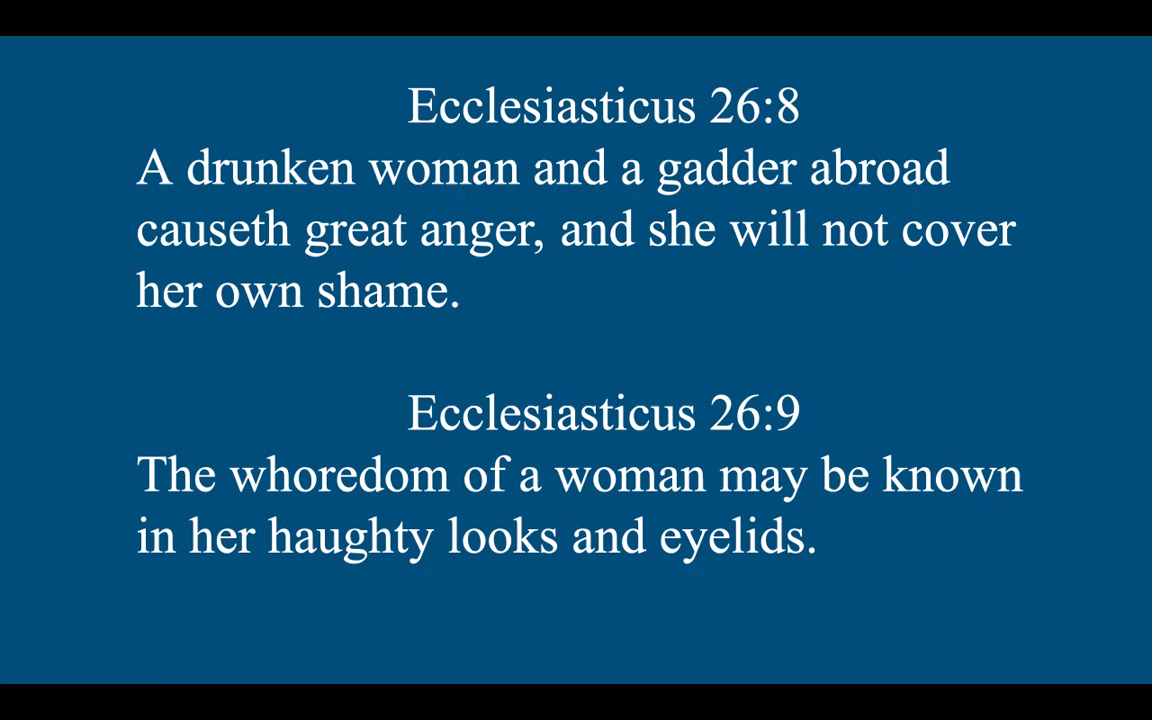 Ecclesiasticus 26:8
A drunken woman and a gadder abroad
causeth great anger, and she will not cover
her own shame.
Ecclesiasticus 26:9
The whoredom of a woman may be known
in her haughty looks and eyelids.